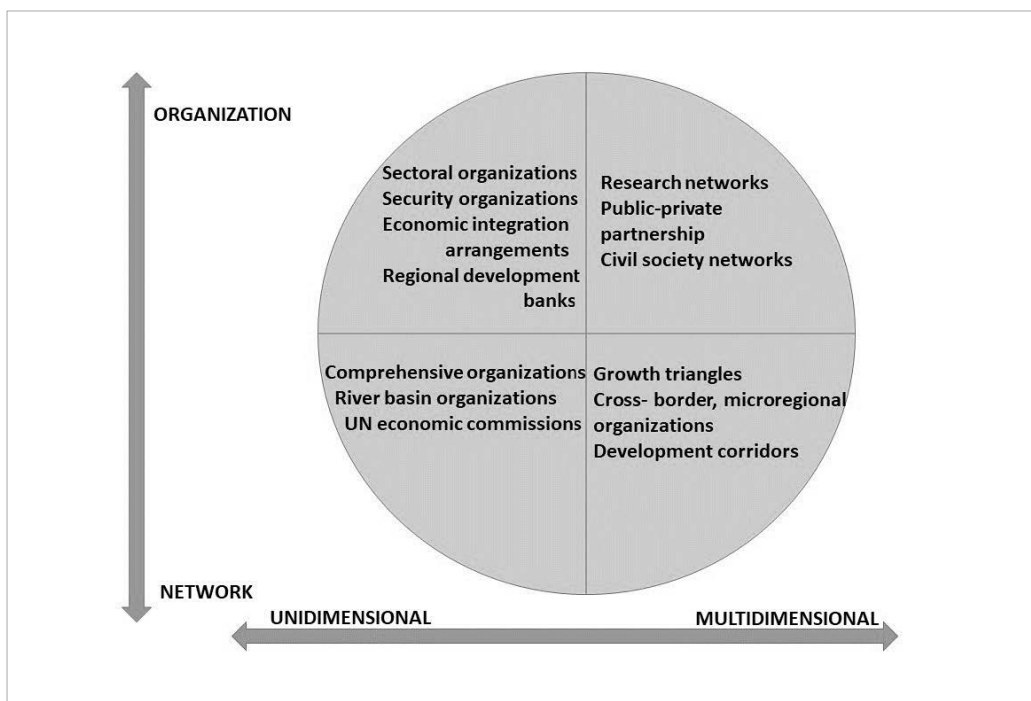 ORGANIZATION
Sectoral organizations
Security organizations
Economic integration
arrangements
Regional development
banks
Research networks
Public-private
partnership
Civil society networks
Comprehensive organizations
River basin organizations
UN economic commissions
Growth triangles
Cross- border, microregional
organizations
Development corridors
NETWORK
UNIDIMENSIONAL
MULTIDIMENSIONAL